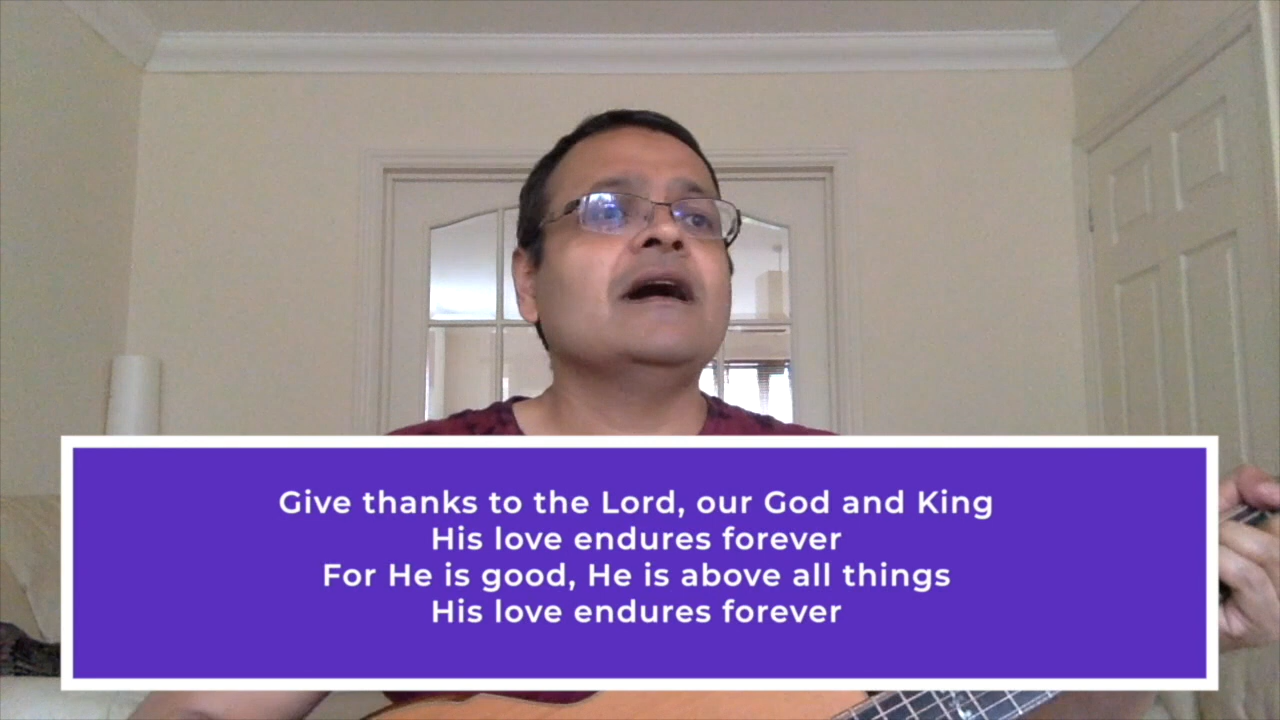 Give thanks to the Lord, our God and King
His love endures forever
For He is good, He is above all things
His love endures forever